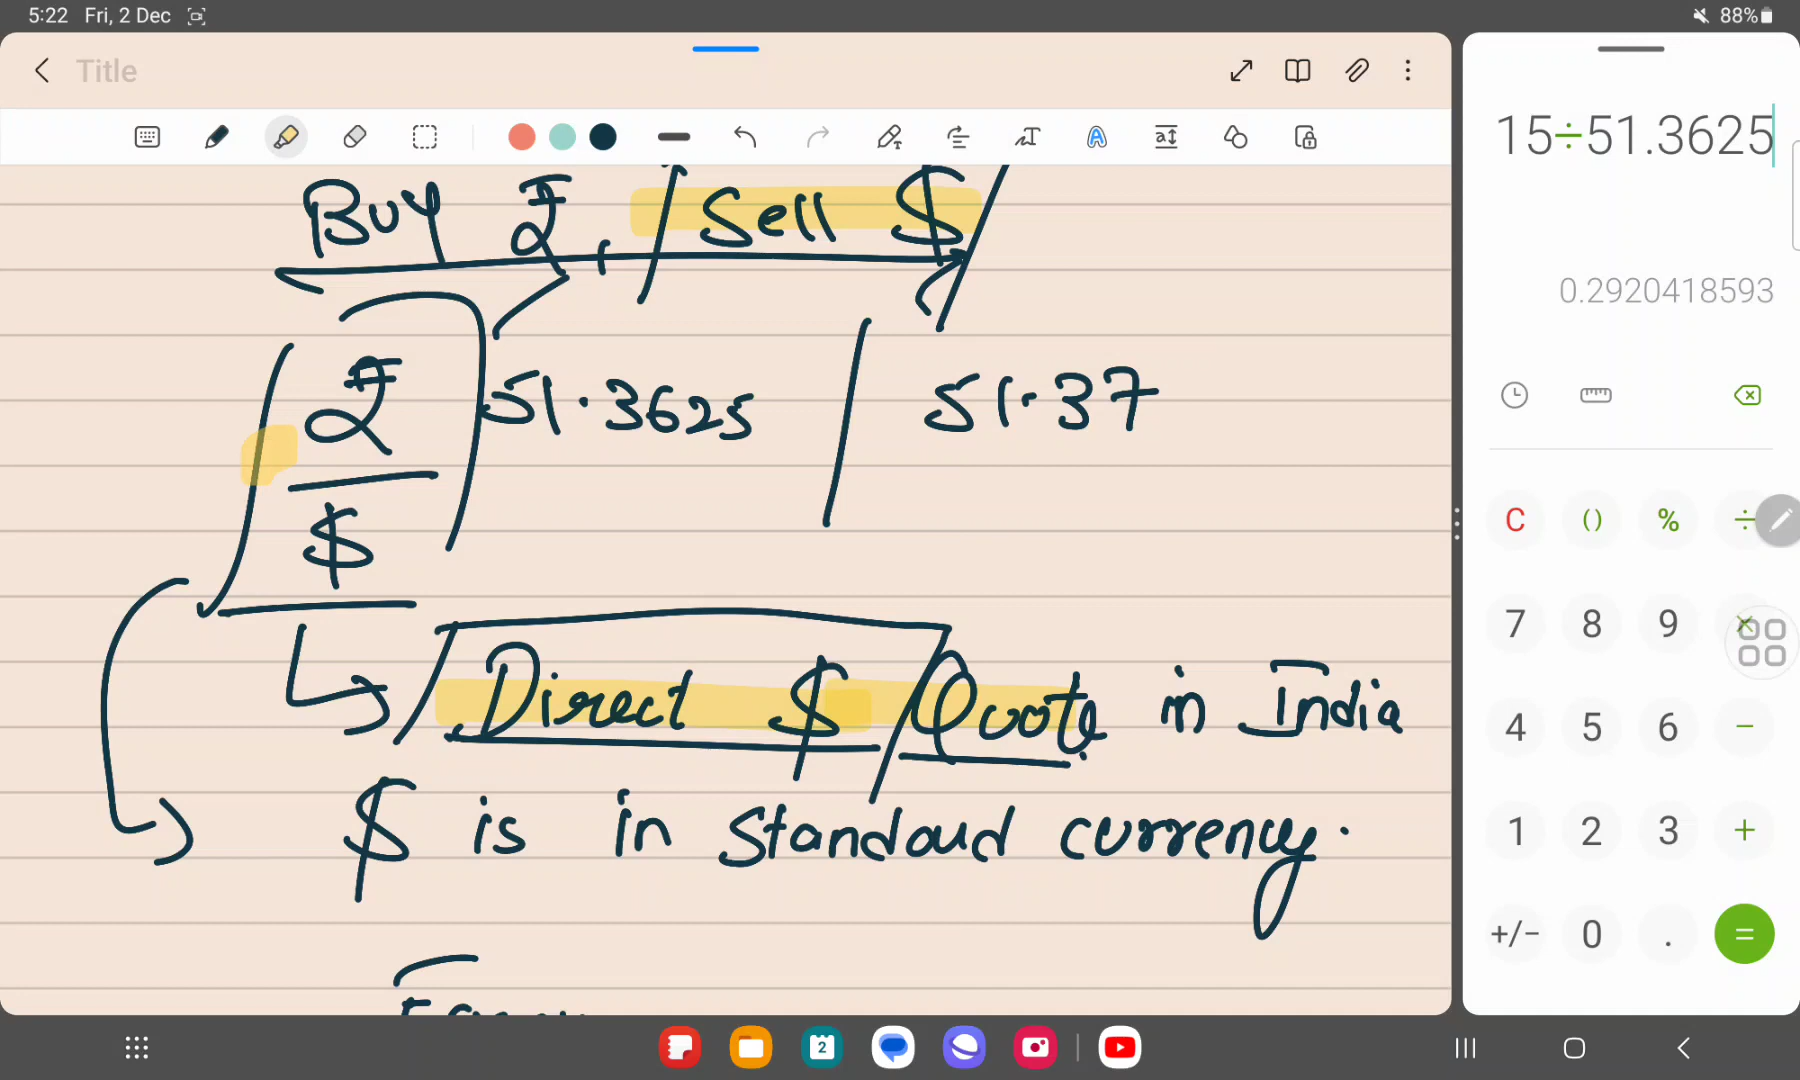 5:22 Fri, 2 Dec 88%
Title
Buy ₹, / Sell $
₹ 51.3625 | 51.37
$
Direct $ Quote in India
$ is in standard currency.
15÷51.3625
0.2920418593
C () % ÷
7 8 9 ×
4 5 6 −
1 2 3 +
+/− 0 . =
2